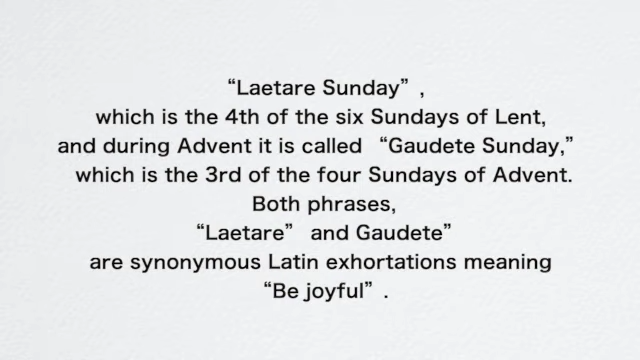 “Laetare Sunday”,
which is the 4th of the six Sundays of Lent,
and during Advent it is called “Gaudete Sunday,”
which is the 3rd of the four Sundays of Advent.
Both phrases,
“Laetare” and Gaudete”
are synonymous Latin exhortations meaning
“Be joyful”.